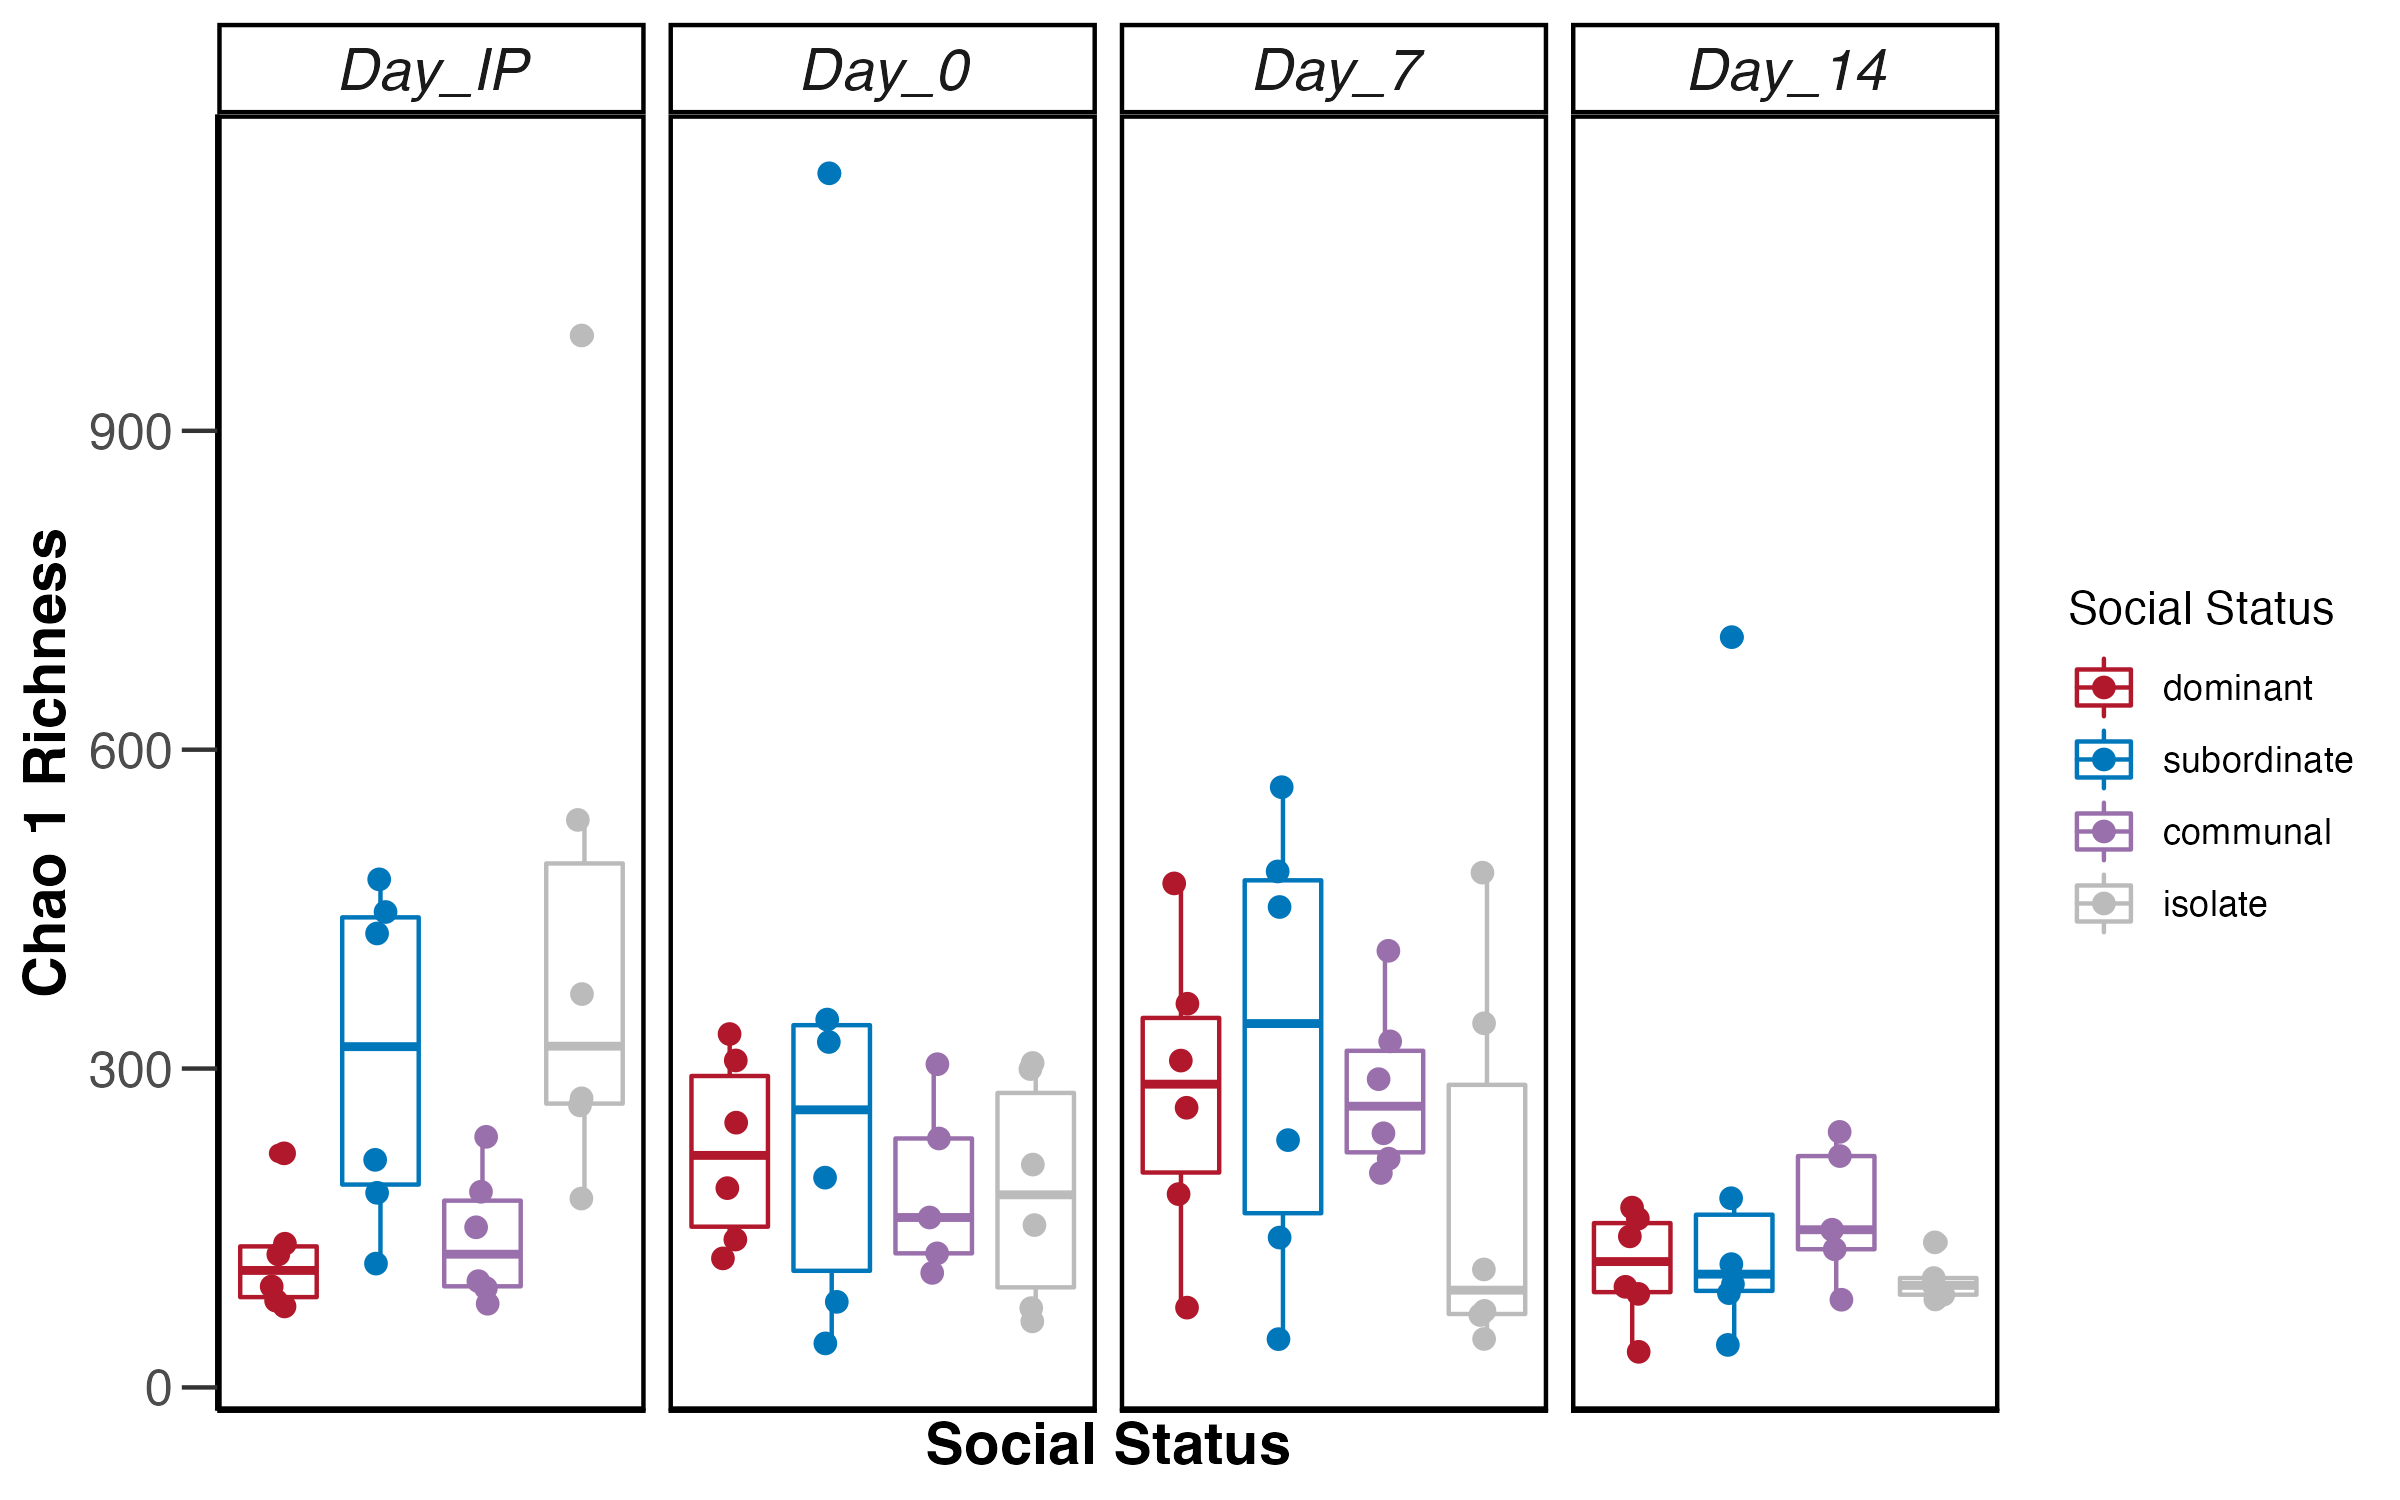 Day_IP
Day_0
Day_7
Day_14
Chao 1 Richness
900
600
300
0
Social Status
Social Status
dominant
subordinate
communal
isolate